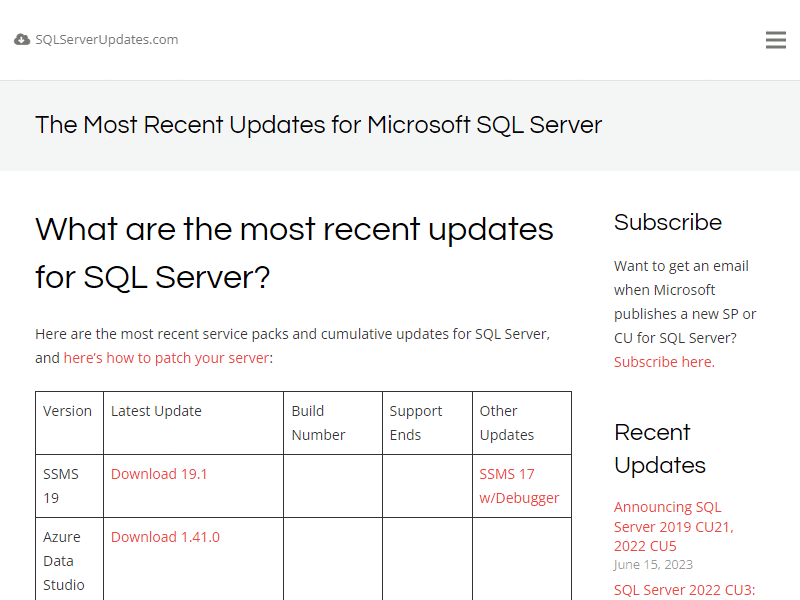 SQLServerUpdates.com
The Most Recent Updates for Microsoft SQL Server
What are the most recent updates
for SQL Server?
Here are the most recent service packs and cumulative updates for SQL Server,
and here's how to patch your server:
Version
Latest Update
Build
Number
Support
Ends
Other
Updates
SSMS
19
Download 19.1
SSMS 17
w/Debugger
Azure
Data
Studio
Download 1.41.0
Subscribe
Want to get an email
when Microsoft
publishes a new SP or
CU for SQL Server?
Subscribe here.
Recent
Updates
Announcing SQL
Server 2019 CU21,
2022 CU5
June 15, 2023
SQL Server 2022 CU3: